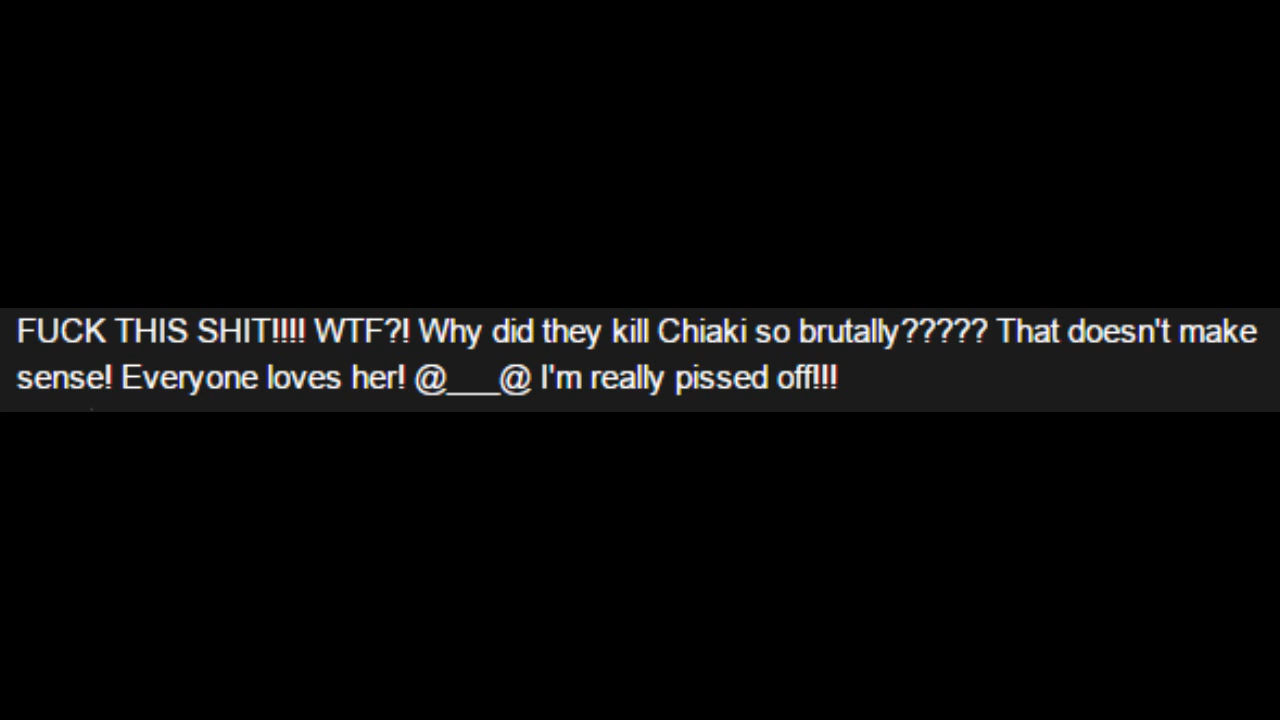 FUCK THIS SHIT!!!! WTF?! Why did they kill Chiaki so brutally????? That doesn't make
sense! Everyone loves her! @___@ I'm really pissed off!!!